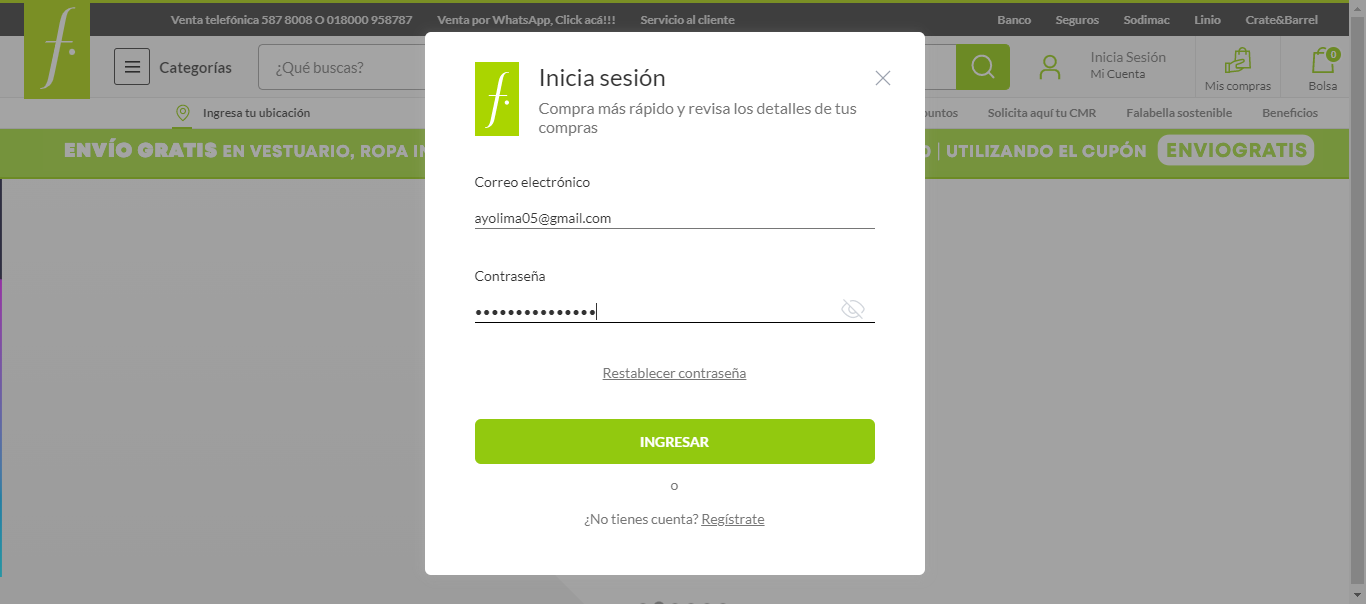 Venta telefónica 587 8008 O 018000 958787 Venta por WhatsApp, Click acá!!! Servicio al cliente Banco Seguros Sodimac Linio Crate&Barrel
f.
Categorías
¿Qué buscas?
Inicia Sesión
Mi Cuenta
Mis compras
0
Bolsa
Ingresa tu ubicación
Solicita aquí tu CMR Falabella sostenible Beneficios
ENVÍO GRATIS EN VESTUARIO, ROPA
| UTILIZANDO EL CUPÓN ENVIOGRATIS
f.
Inicia sesión
Compra más rápido y revisa los detalles de tus
compras
Correo electrónico
ayolima05@gmail.com
Contraseña
•••••••••••••••
Restablecer contraseña
INGRESAR
o
¿No tienes cuenta? Regístrate